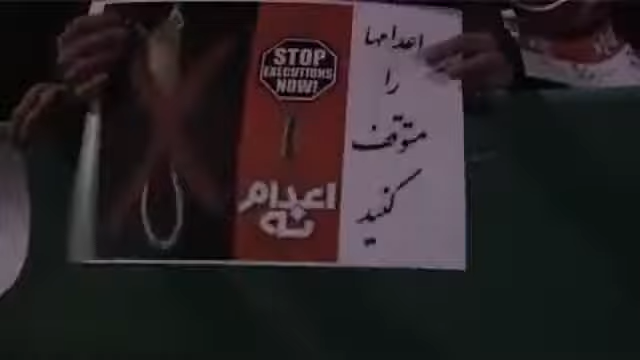 STOP
EXECUTIONS
NOW!
اعدام
نه
اعدامها
را
متوقف
کنید